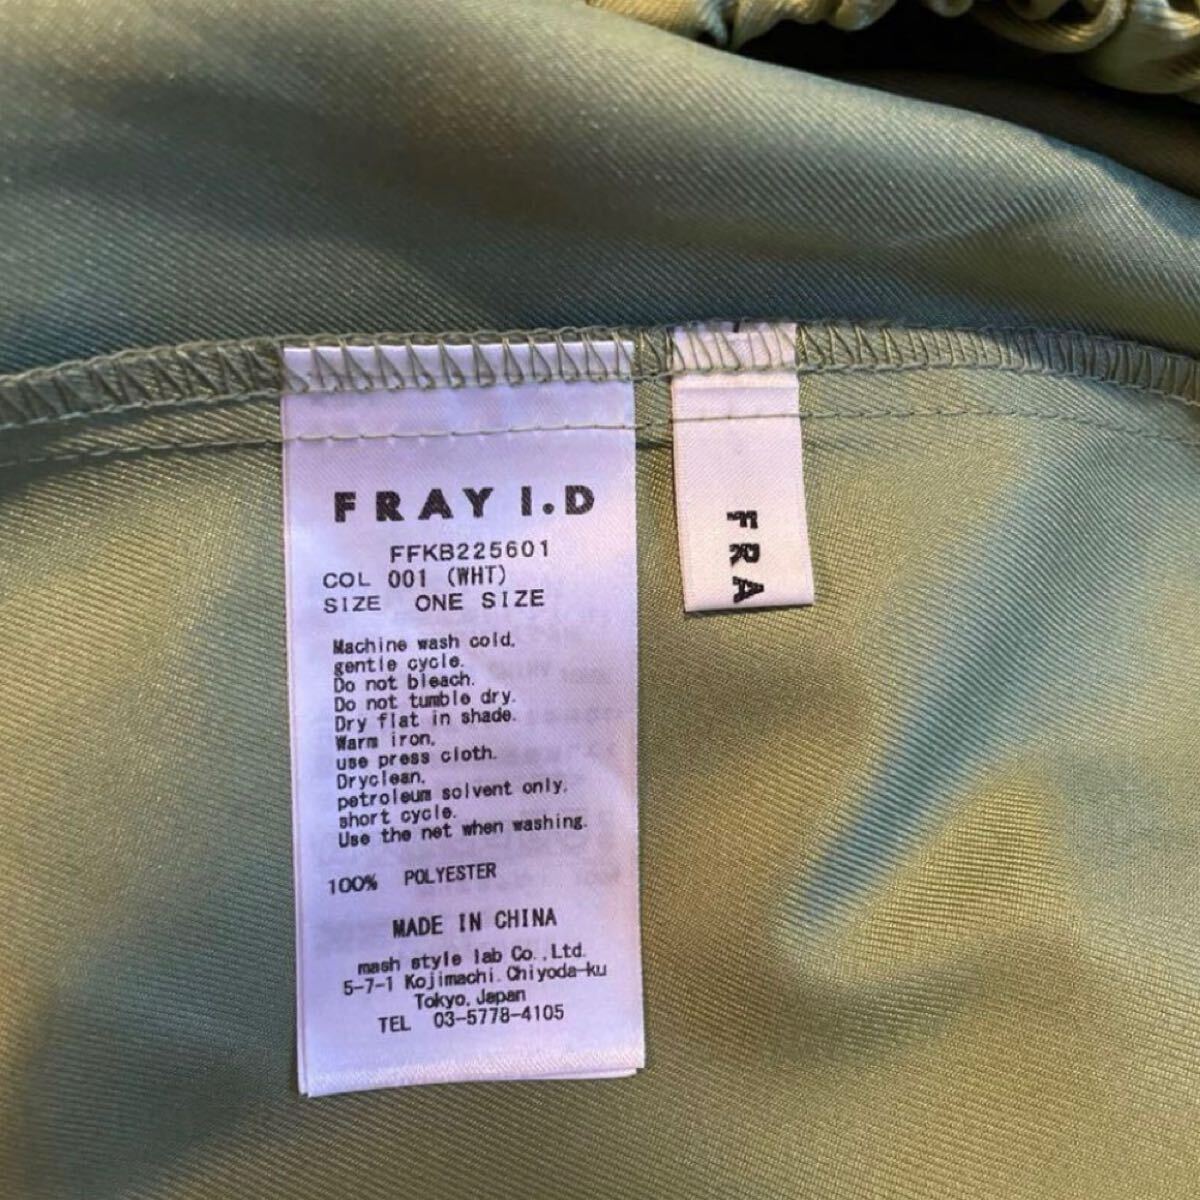 FRAY I.D
FFKB225601
COL 001 (WHT)
SIZE ONE SIZE
Machine wash cold.
gentle cycle.
Do not bleach.
Do not tumble dry.
Dry flat in shade.
Warm iron.
use press cloth.
Dryclean.
petroleum solvent only.
short cycle.
Use the net when washing.
100% POLYESTER
MADE IN CHINA
mash style lab Co.,Ltd.
5-7-1 Kojimachi.Chiyoda-ku
Tokyo.Japan
TEL 03-5778-4105
FRA